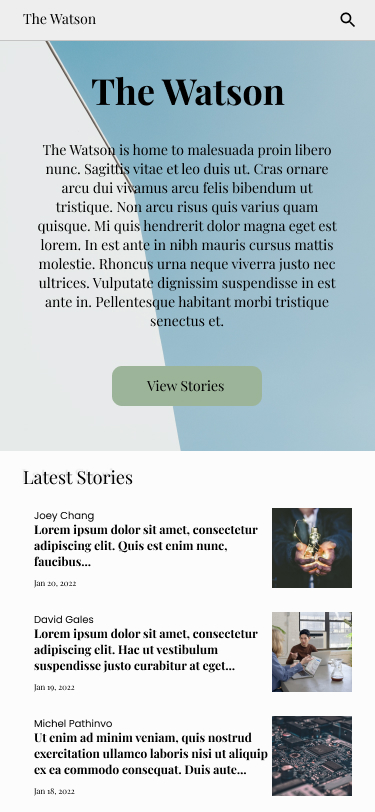 The Watson
The Watson
The Watson is home to malesuada proin libero
nunc. Sagittis vitae et leo duis ut. Cras ornare
arcu dui vivamus arcu felis bibendum ut
tristique. Non arcu risus quis varius quam
quisque. Mi quis hendrerit dolor magna eget est
lorem. In est ante in nibh mauris cursus mattis
molestie. Rhoncus urna neque viverra justo nec
ultrices. Vulputate dignissim suspendisse in est
ante in. Pellentesque habitant morbi tristique
senectus et.
View Stories
Latest Stories
Joey Chang
Lorem ipsum dolor sit amet, consectetur
adipiscing elit. Quis est enim nunc,
faucibus...
Jan 20, 2022
David Gales
Lorem ipsum dolor sit amet, consectetur
adipiscing elit. Hac ut vestibulum
suspendisse justo curabitur at eget...
Jan 19, 2022
Michel Pathinvo
Ut enim ad minim veniam, quis nostrud
exercitation ullamco laboris nisi ut aliquip
ex ea commodo consequat. Duis aute...
Jan 18, 2022